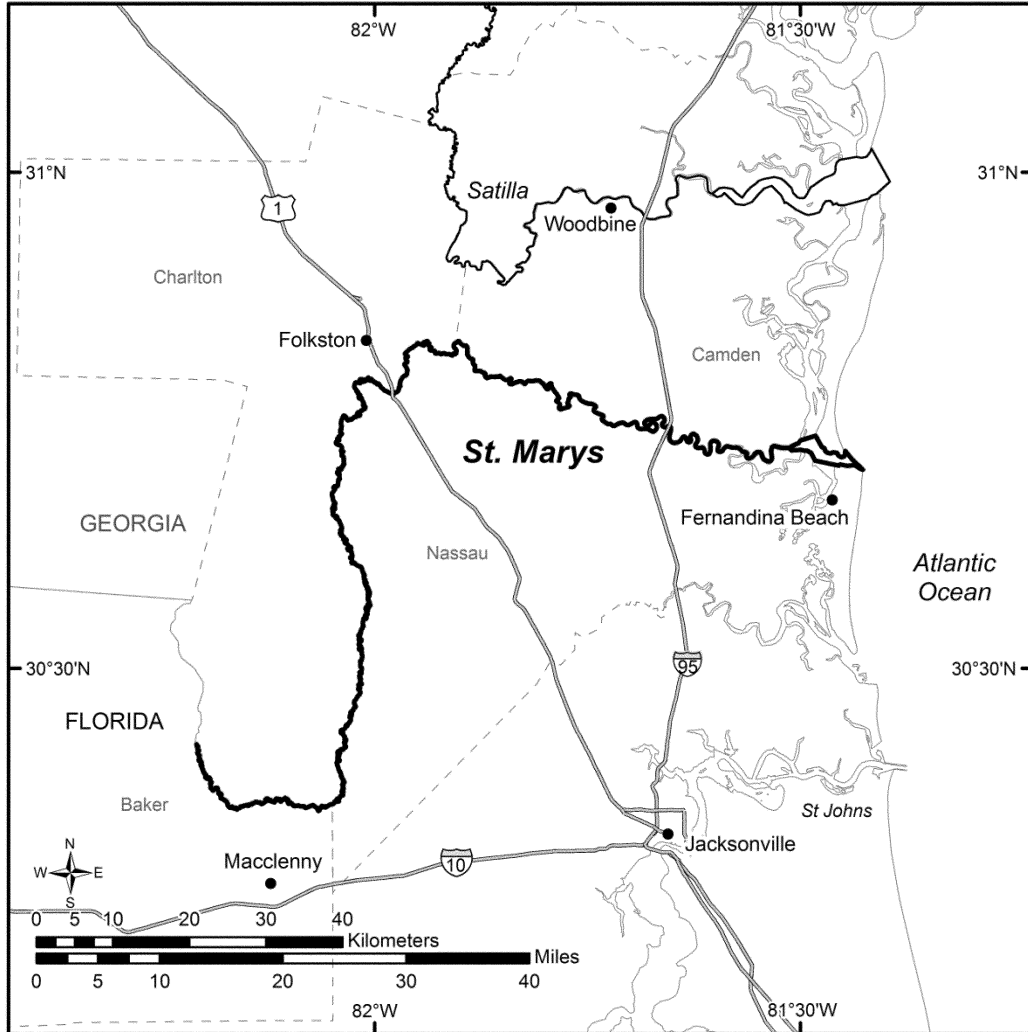 82°W
81°30'W
31°N
31°N
Satilla
1
Woodbine
Charlton
Folkston
Camden
St. Marys
Fernandina Beach
GEORGIA
Nassau
Atlantic
Ocean
30°30'N
30°30'N
95
FLORIDA
Baker
St Johns
Jacksonville
Macclenny
10
N
W E
S
0 5 10 20 30 40
Kilometers
Miles
0 5 10 20 30 40
82°W
81°30'W